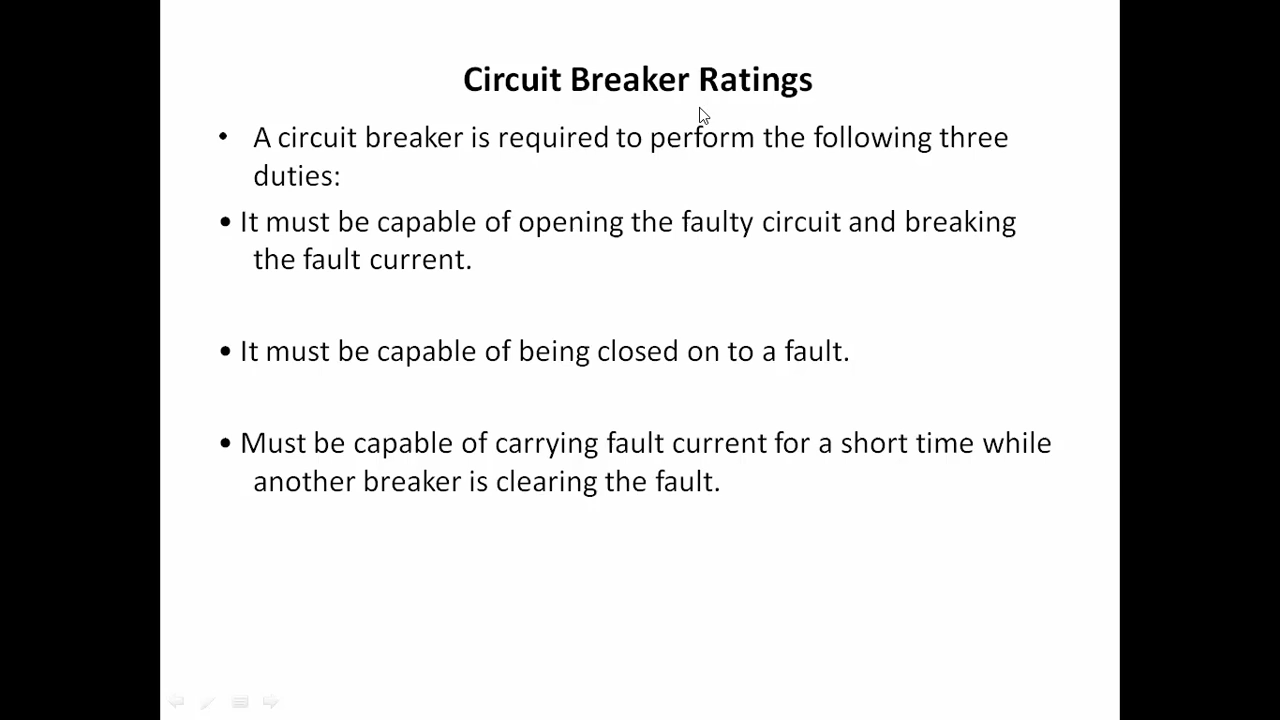 Circuit Breaker Ratings
• A circuit breaker is required to perform the following three
duties:
• It must be capable of opening the faulty circuit and breaking
the fault current.
• It must be capable of being closed on to a fault.
• Must be capable of carrying fault current for a short time while
another breaker is clearing the fault.